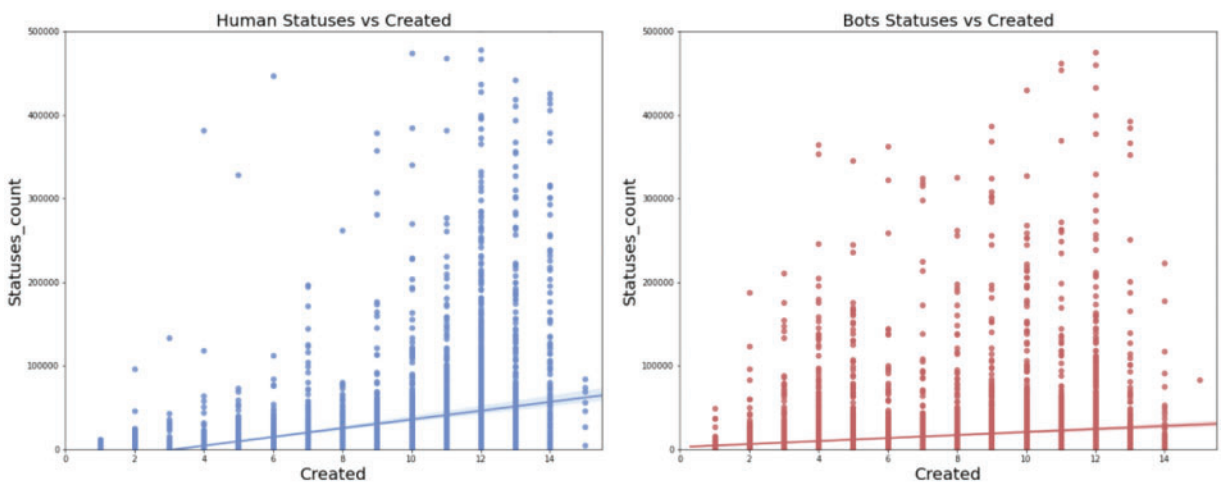 Human Statuses vs Created
500000
400000
300000
200000
100000
0
Statuses_count
0 2 4 6 8 10 12 14
Created
Bots Statuses vs Created
500000
400000
300000
200000
100000
0
Statuses_count
0 2 4 6 8 10 12 14
Created